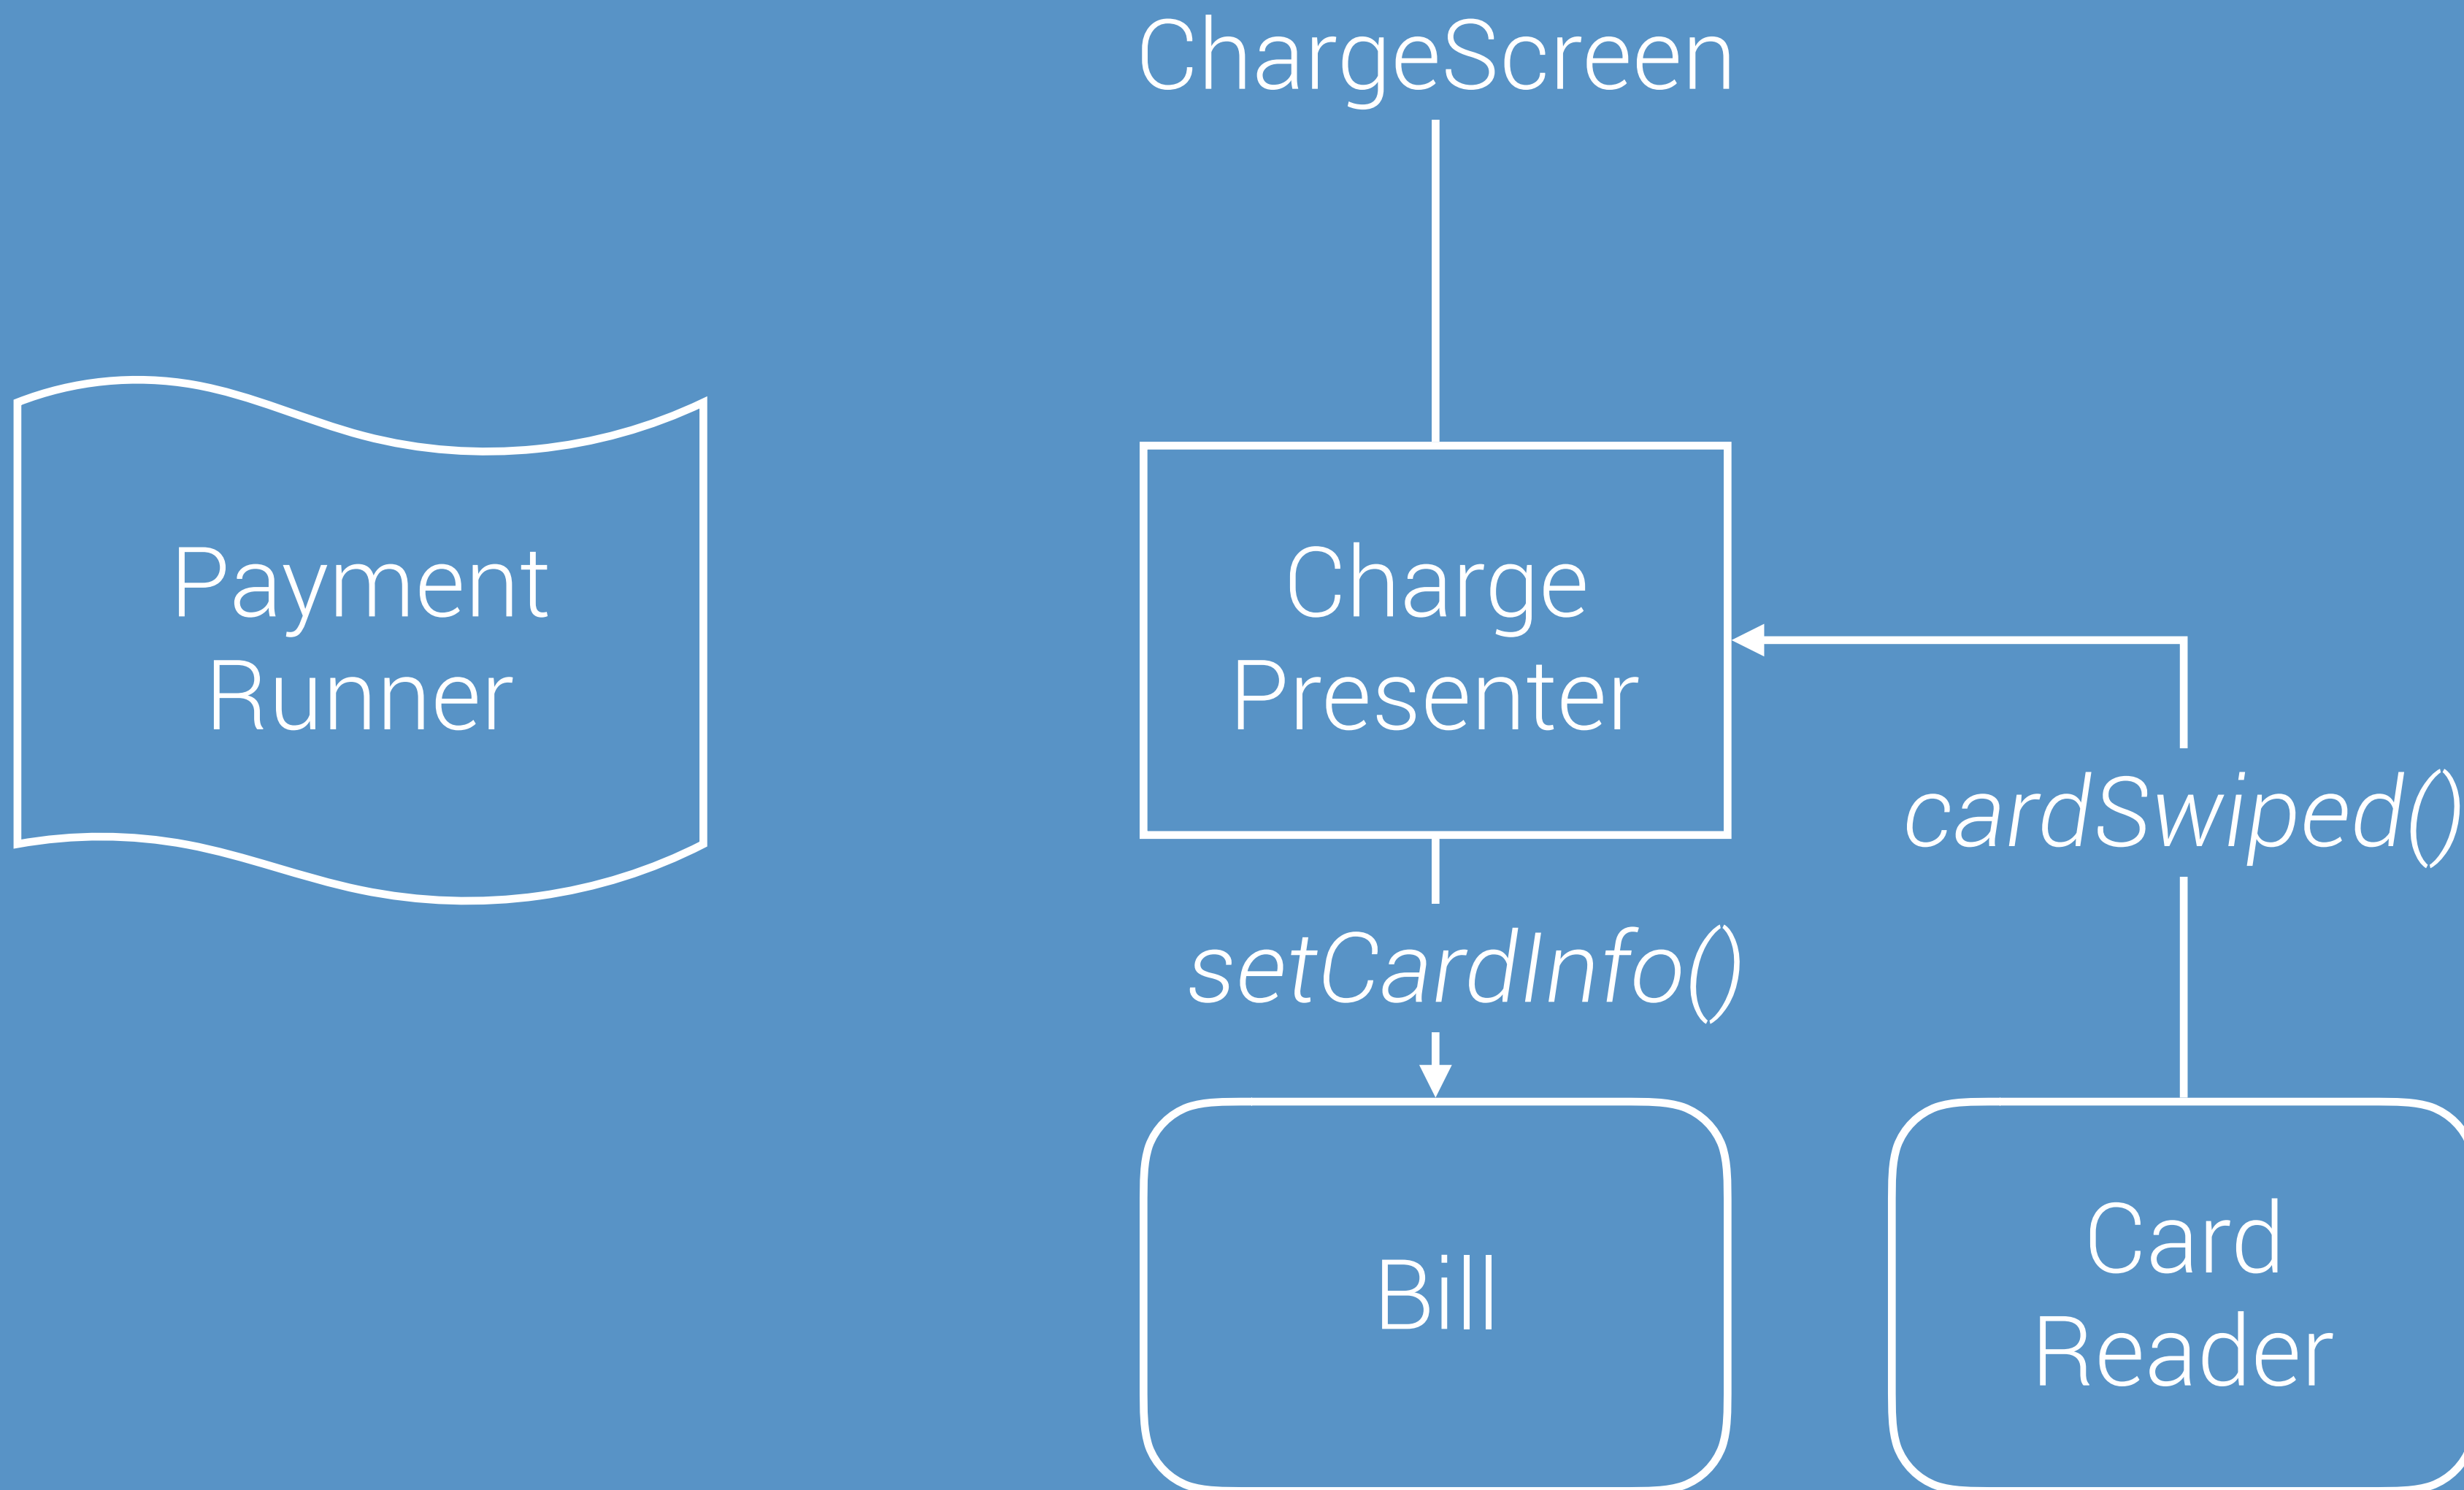 ChargeScreen
Payment
Runner
Charge
Presenter
cardSwiped()
setCardInfo()
Bill
Card
Reader